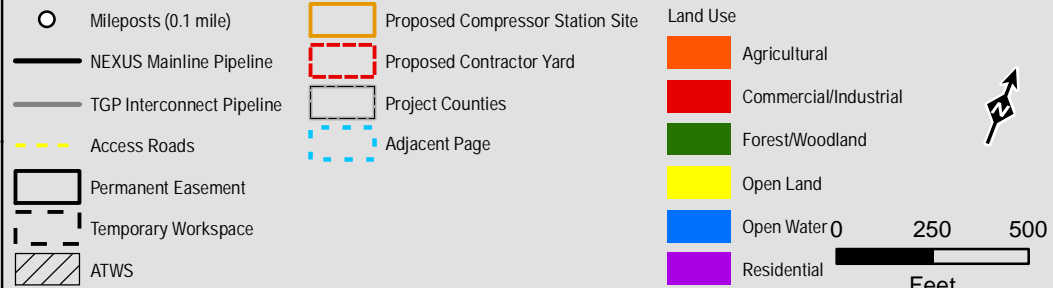 Mileposts (0.1 mile)
NEXUS Mainline Pipeline
TGP Interconnect Pipeline
Access Roads
Permanent Easement
Temporary Workspace
ATWS
Proposed Compressor Station Site
Proposed Contractor Yard
Project Counties
Adjacent Page
Land Use
Agricultural
Commercial/Industrial
Forest/Woodland
Open Land
Open Water
Residential
N
0 250 500
Feet